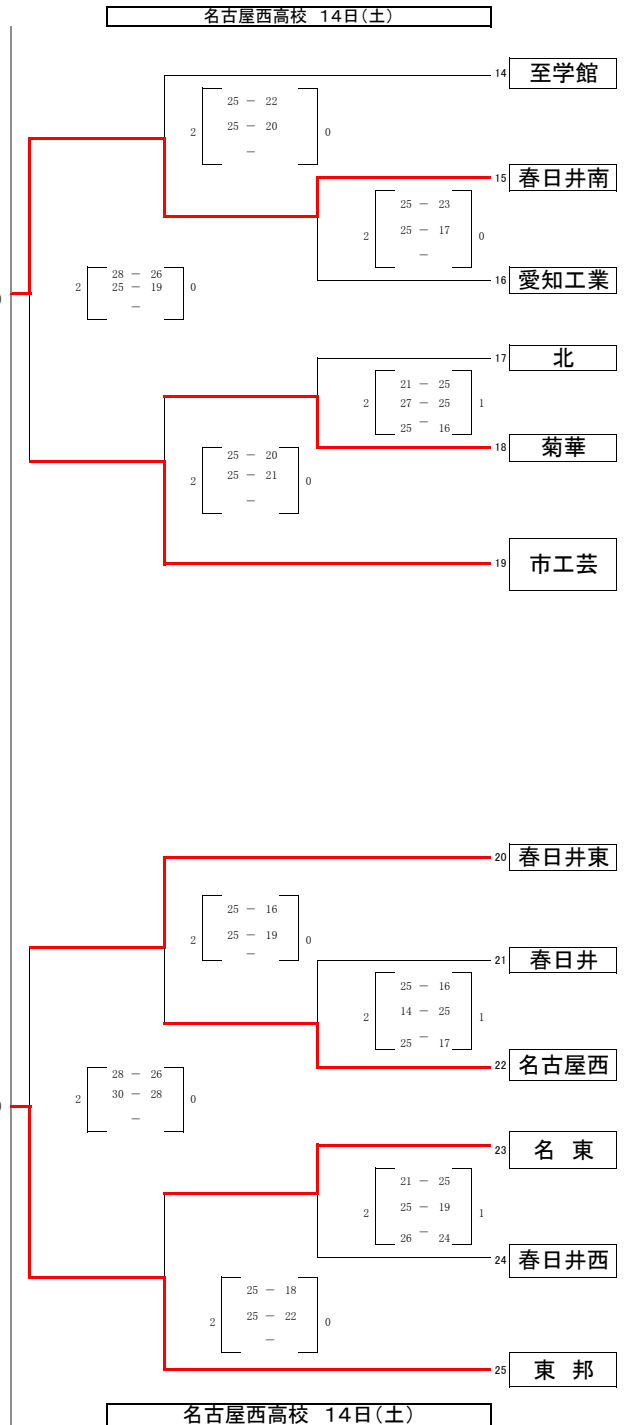 名古屋西高校 14日(土)
14 至学館
25 － 22
2 25 － 20 0
－
15 春日井南
25 － 23
2 25 － 17 0
－
16 愛知工業
28 － 26
2 25 － 19 0
－
17 北
21 － 25
2 27 － 25 1
25 － 16
18 菊華
25 － 20
2 25 － 21 0
－
19 市工芸
20 春日井東
25 － 16
2 25 － 19 0
－
21 春日井
25 － 16
2 14 － 25 1
25 － 17
22 名古屋西
28 － 26
2 30 － 28 0
－
23 名 東
21 － 25
2 25 － 19 1
26 － 24
24 春日井西
25 － 18
2 25 － 22 0
－
25 東 邦
名古屋西高校 14日(土)